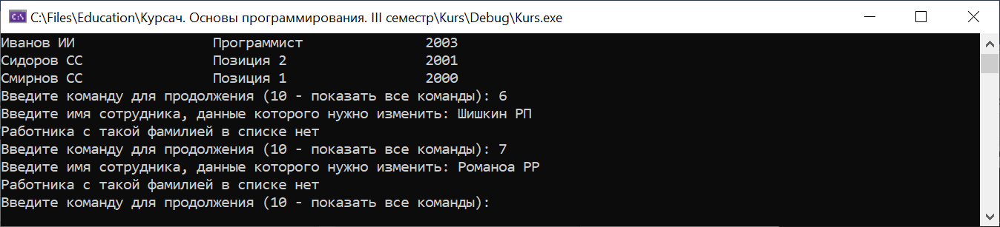 C:\Files\Education\Курсач. Основы программирования. III семестр\Kurs\Debug\Kurs.exe
Иванов ИИ Программист 2003
Сидоров СС Позиция 2 2001
Смирнов СС Позиция 1 2000
Введите команду для продолжения (10 - показать все команды): 6
Введите имя сотрудника, данные которого нужно изменить: Шишкин РП
Работника с такой фамилией в списке нет
Введите команду для продолжения (10 - показать все команды): 7
Введите имя сотрудника, данные которого нужно изменить: Романоа РР
Работника с такой фамилией в списке нет
Введите команду для продолжения (10 - показать все команды):